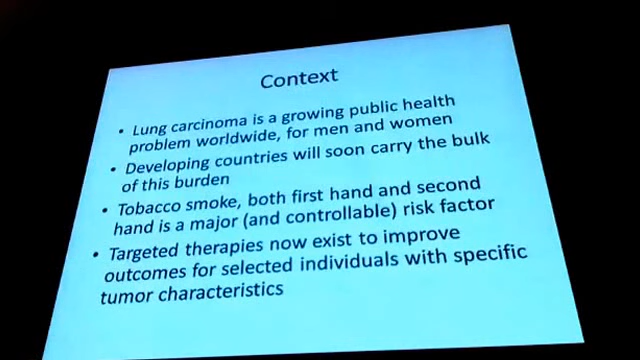 Context
• Lung carcinoma is a growing public health
problem worldwide, for men and women
• Developing countries will soon carry the bulk
of this burden
• Tobacco smoke, both first hand and second
hand is a major (and controllable) risk factor
• Targeted therapies now exist to improve
outcomes for selected individuals with specific
tumor characteristics